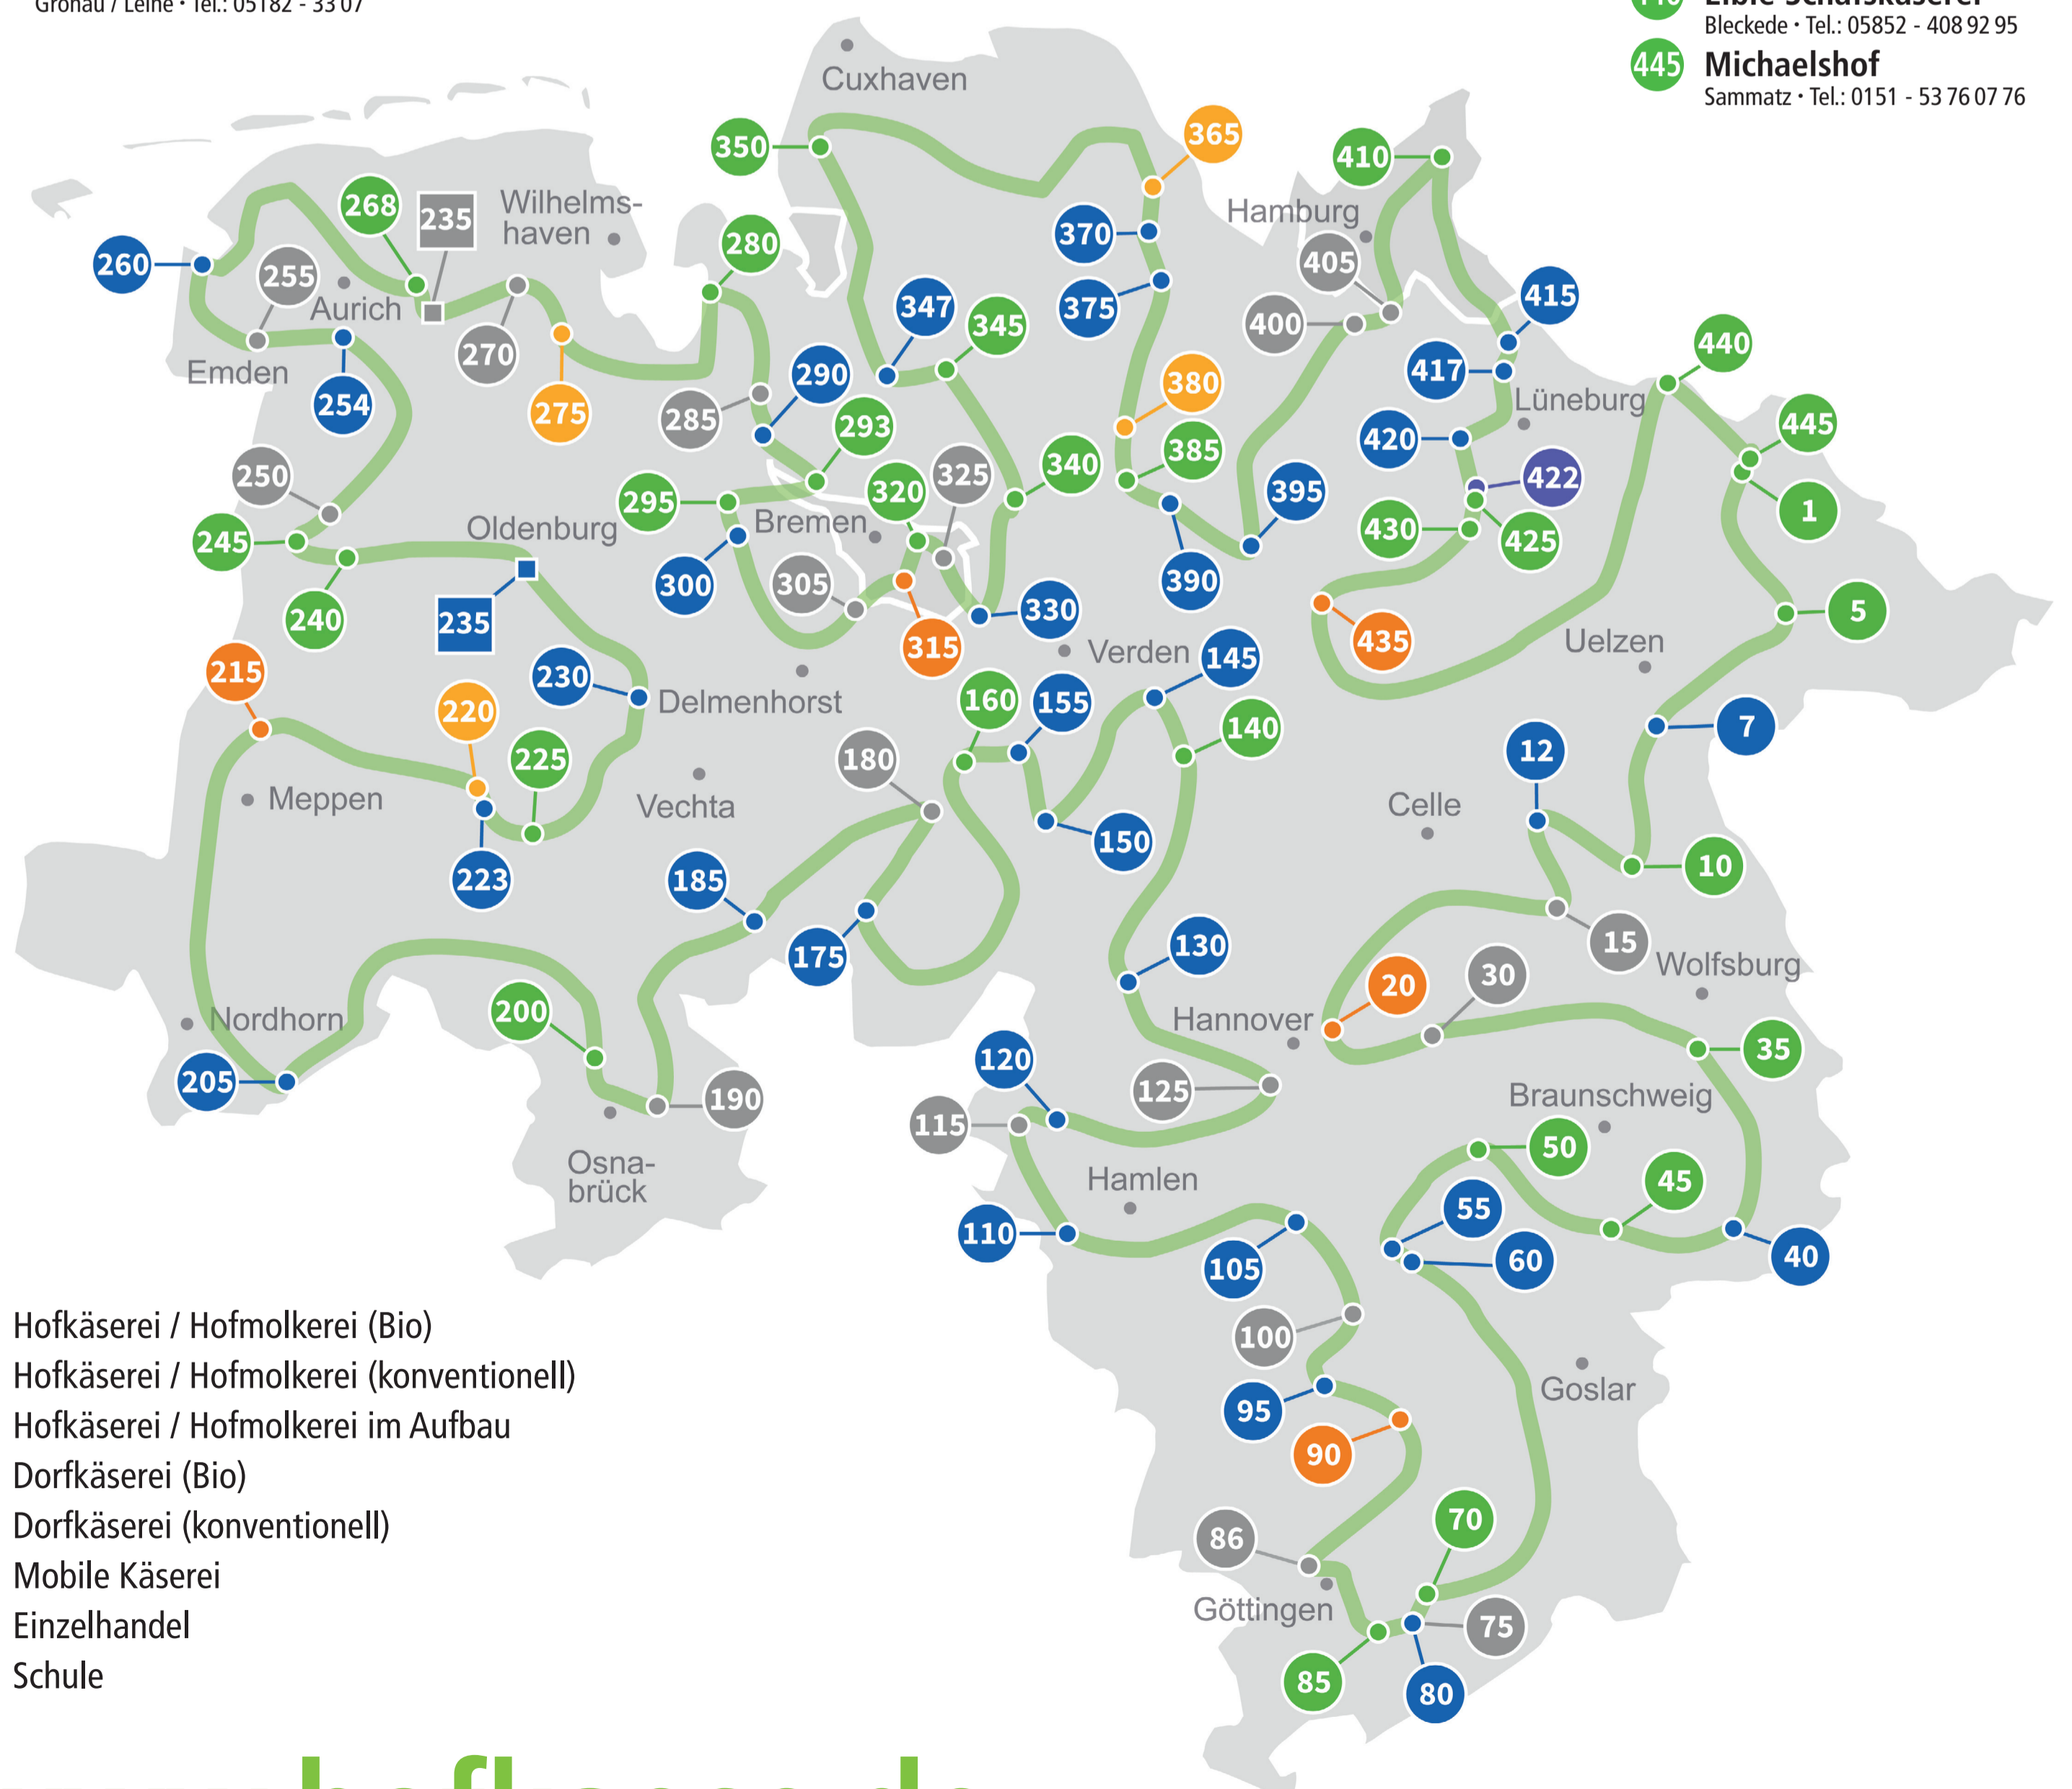 Gronau / Leine • Tel.: 05182 - 33 07
Bleckede • Tel.: 05852 - 408 92 95
445 Michaelshof
Sammatz • Tel.: 0151 - 53 76 07 76
Cuxhaven
365
350
410
268
235
Wilhelms-
haven
Hamburg
280
370
260
255
405
Aurich
347
375
415
345
400
270
440
Emden
290
417
254
275
380
285
Lüneburg
293
445
420
385
250
340
325
422
320
395
295
1
Oldenburg
Bremen
245
430
425
300
305
390
240
330
5
235
315
435
Uelzen
Verden
145
215
230
Delmenhorst
160
155
220
140
7
12
225
180
Meppen
Vechta
Celle
150
223
185
10
130
15
175
Wolfsburg
20
30
200
Nordhorn
Hannover
35
120
205
125
190
Braunschweig
115
50
Osna-
brück
Hamlen
45
55
110
40
60
105
Hofkäserei / Hofmolkerei (Bio)
100
Hofkäserei / Hofmolkerei (konventionell)
Goslar
95
Hofkäserei / Hofmolkerei im Aufbau
90
Dorfkäserei (Bio)
Dorfkäserei (konventionell)
70
86
Mobile Käserei
Göttingen
Einzelhandel
75
Schule
85
80